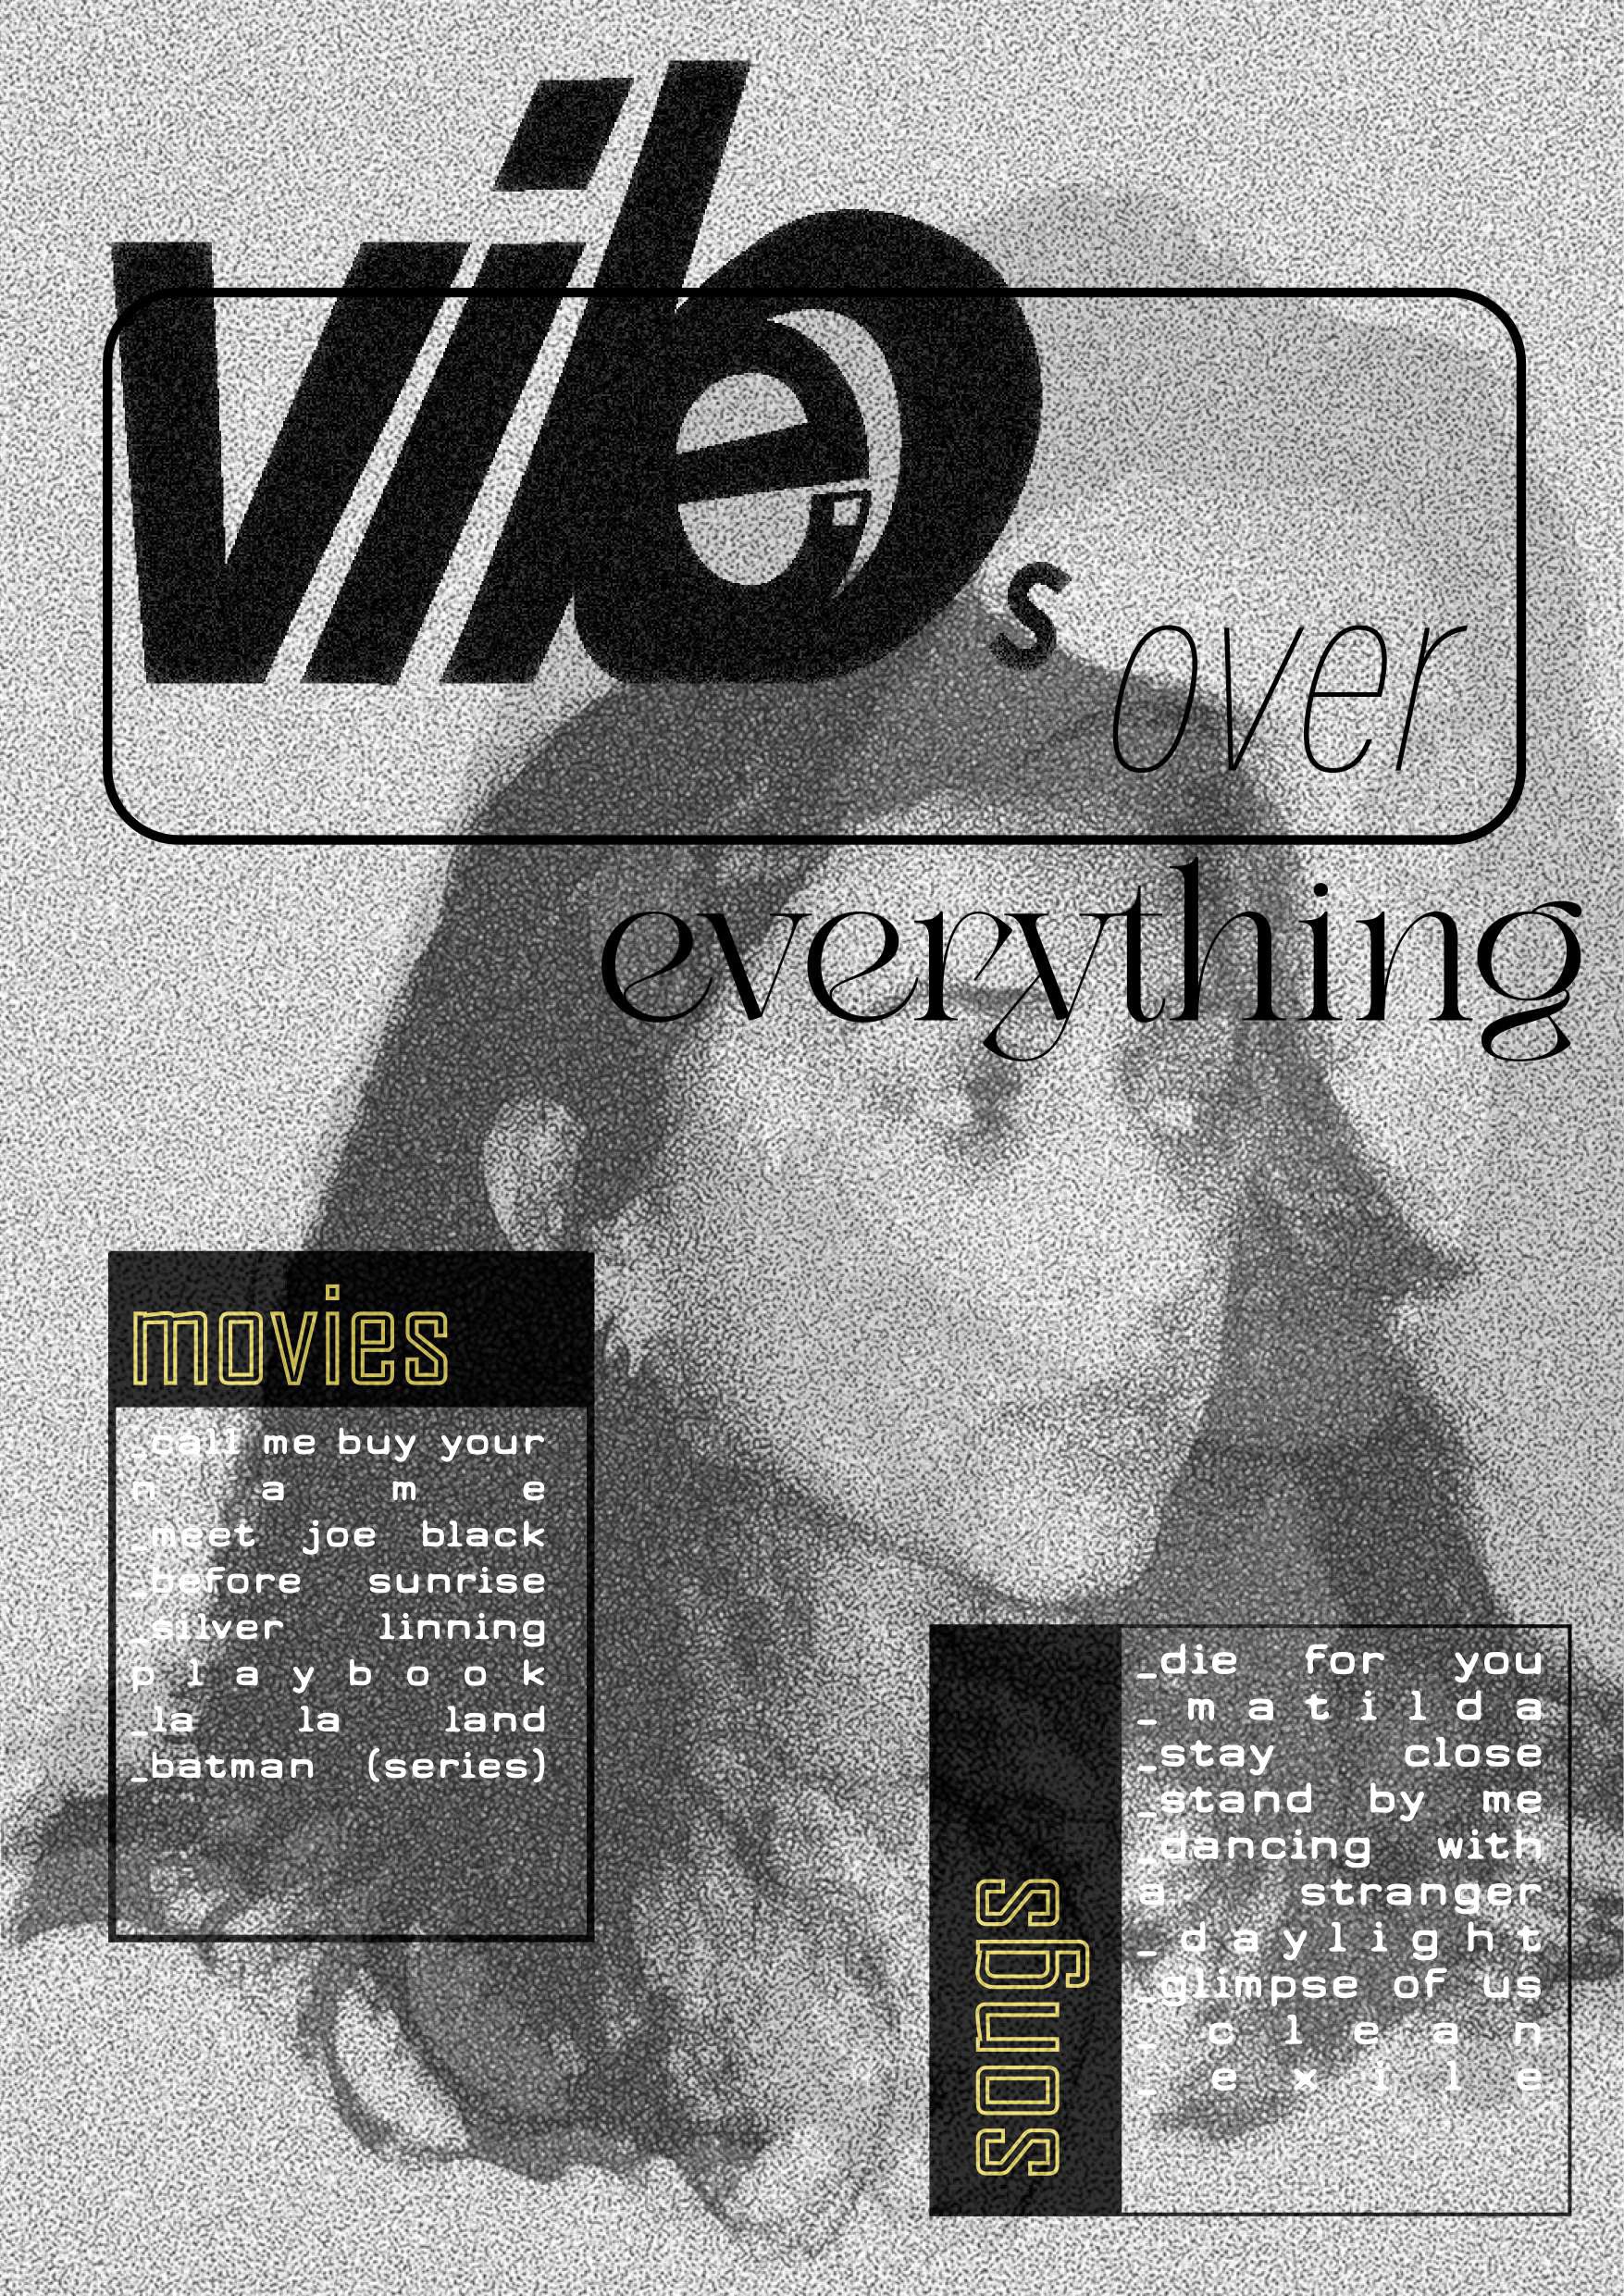 vibes
over
everything
movies
_call me buy your
n a m e
_meet joe black
_before sunrise
_silver linning
p l a y b o o k
_la la land
_batman (series)
songs
_die for you
_ m a t i l d a
_stay close
_stand by me
_dancing with
a stranger
_ d a y l i g h t
_glimpse of us
_ c l e a n
_ e x i l e